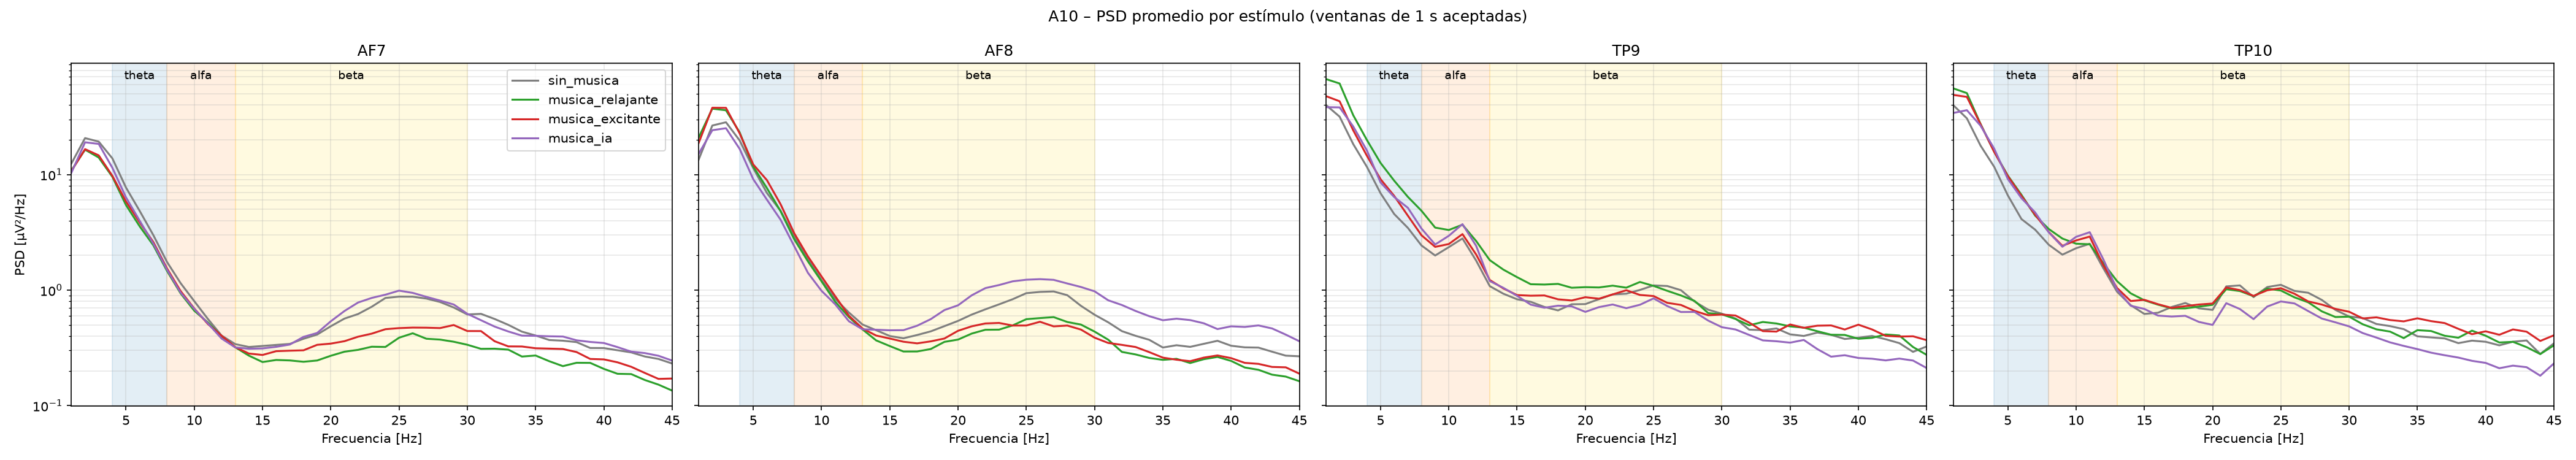 A10 – PSD promedio por estímulo (ventanas de 1 s aceptadas)
AF7
AF8
TP9
TP10
theta alfa beta
sin_musica
musica_relajante
musica_excitante
musica_ia
theta alfa beta
theta alfa beta
theta alfa beta
PSD [µV²/Hz]
10¹
10⁰
10⁻¹
5 10 15 20 25 30 35 40 45
5 10 15 20 25 30 35 40 45
5 10 15 20 25 30 35 40 45
5 10 15 20 25 30 35 40 45
Frecuencia [Hz]
Frecuencia [Hz]
Frecuencia [Hz]
Frecuencia [Hz]